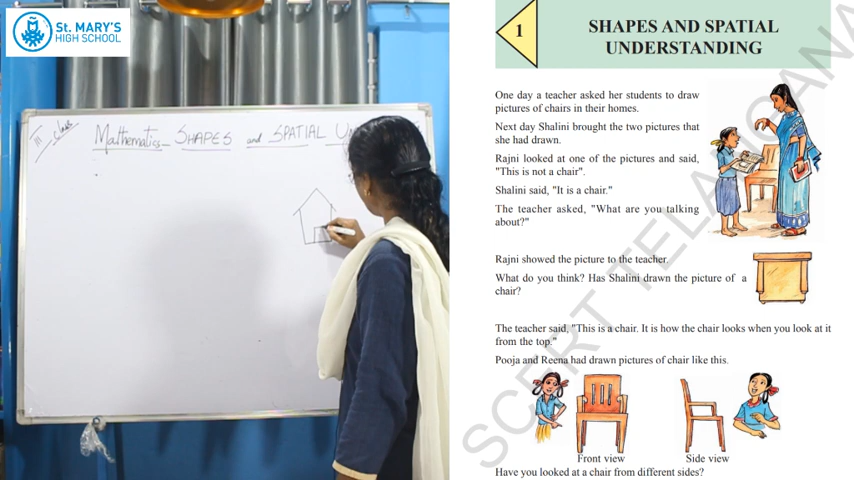 St. MARY'S
HIGH SCHOOL
III class
Mathematics - SHAPES and SPATIAL
1
SHAPES AND SPATIAL
UNDERSTANDING
One day a teacher asked her students to draw
pictures of chairs in their homes.
Next day Shalini brought the two pictures that
she had drawn.
Rajni looked at one of the pictures and said,
"This is not a chair".
Shalini said, "It is a chair."
The teacher asked, "What are you talking
about?"
Rajni showed the picture to the teacher.
What do you think? Has Shalini drawn the picture of a
chair?
The teacher said, "This is a chair. It is how the chair looks when you look at it
from the top."
Pooja and Reena had drawn pictures of chair like this.
Front view
Side view
Have you looked at a chair from different sides?
SCERT TELANGANA